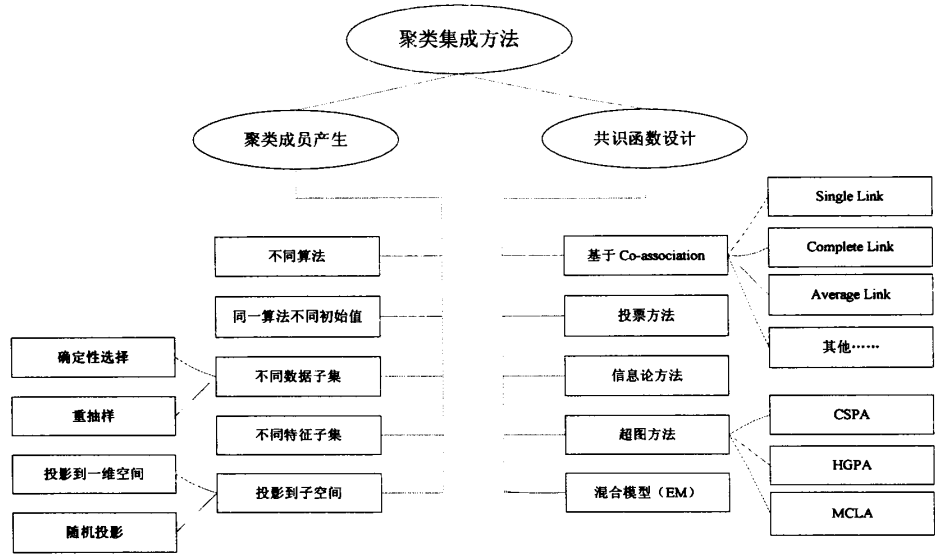 聚类集成方法
聚类成员产生
共识函数设计
不同算法
同一算法不同初始值
不同数据子集
确定性选择
重抽样
不同特征子集
投影到子空间
投影到一维空间
随机投影
基于 Co-association
Single Link
Complete Link
Average Link
其他……
投票方法
信息论方法
超图方法
CSPA
HGPA
MCLA
混合模型（EM）